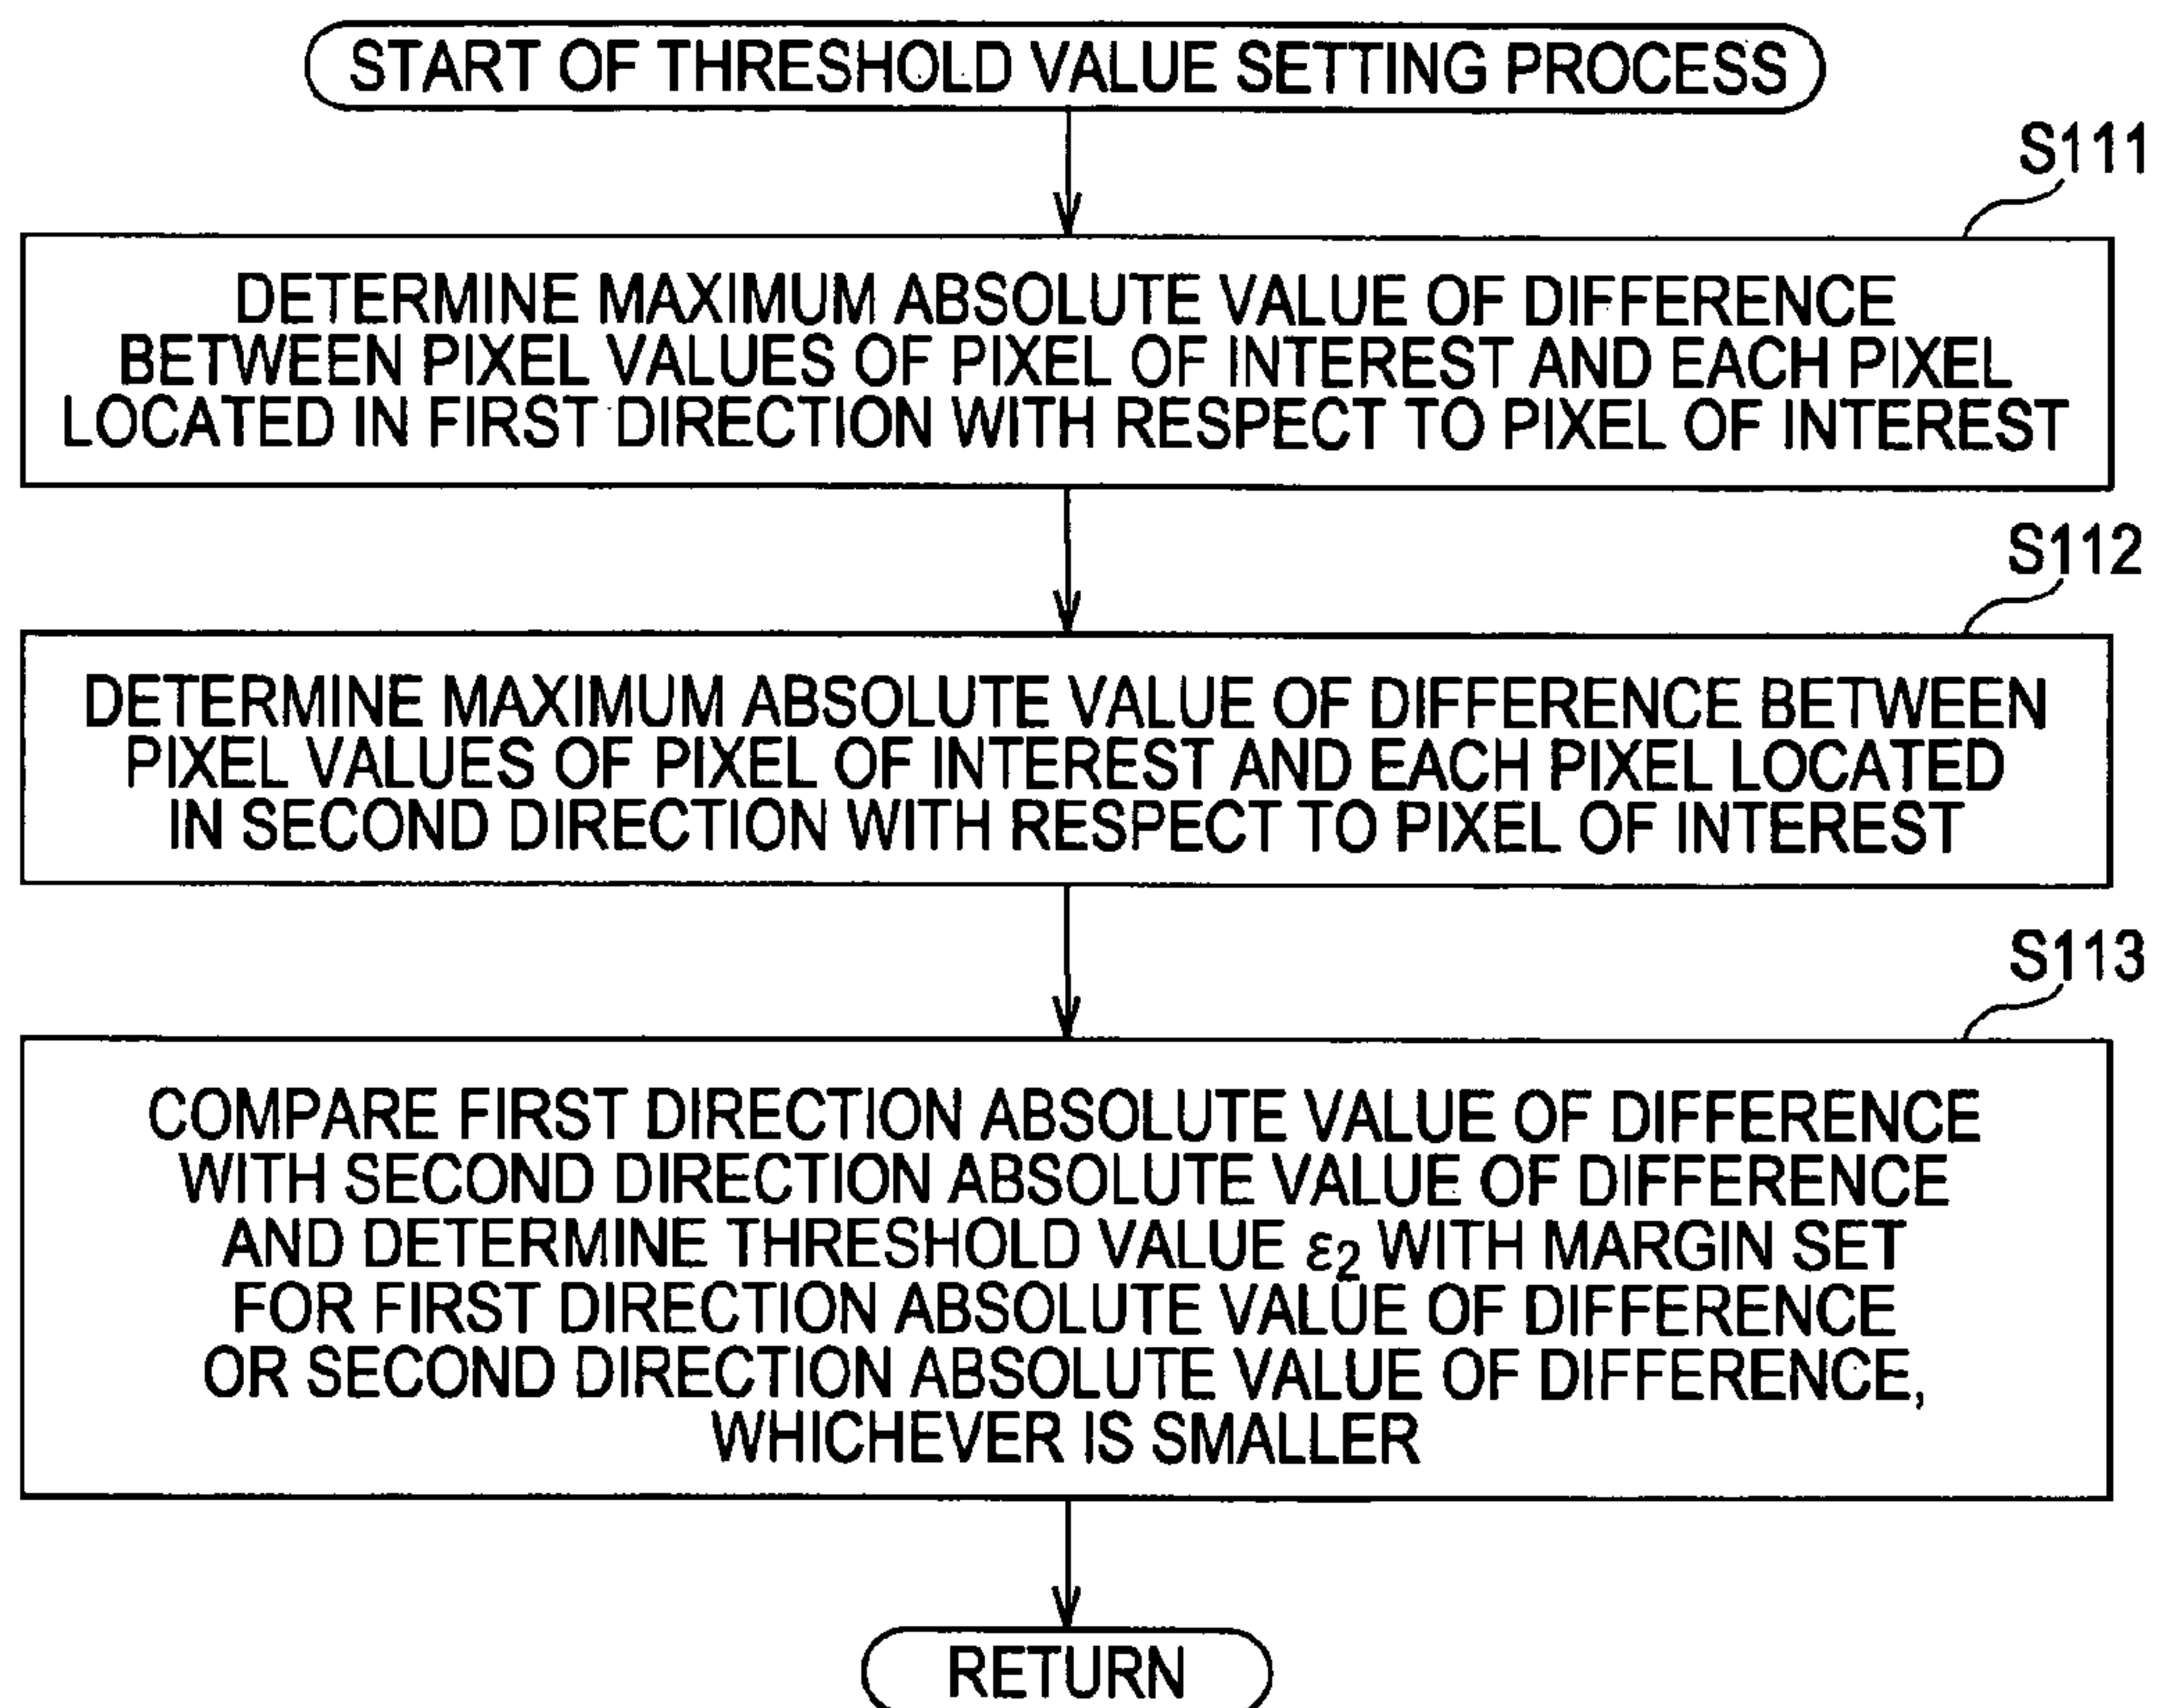 START OF THRESHOLD VALUE SETTING PROCESS
S111
DETERMINE MAXIMUM ABSOLUTE VALUE OF DIFFERENCE
BETWEEN PIXEL VALUES OF PIXEL OF INTEREST AND EACH PIXEL
LOCATED IN FIRST DIRECTION WITH RESPECT TO PIXEL OF INTEREST
S112
DETERMINE MAXIMUM ABSOLUTE VALUE OF DIFFERENCE BETWEEN
PIXEL VALUES OF PIXEL OF INTEREST AND EACH PIXEL LOCATED
IN SECOND DIRECTION WITH RESPECT TO PIXEL OF INTEREST
S113
COMPARE FIRST DIRECTION ABSOLUTE VALUE OF DIFFERENCE
WITH SECOND DIRECTION ABSOLUTE VALUE OF DIFFERENCE
AND DETERMINE THRESHOLD VALUE ε2 WITH MARGIN SET
FOR FIRST DIRECTION ABSOLUTE VALUE OF DIFFERENCE
OR SECOND DIRECTION ABSOLUTE VALUE OF DIFFERENCE,
WHICHEVER IS SMALLER
RETURN